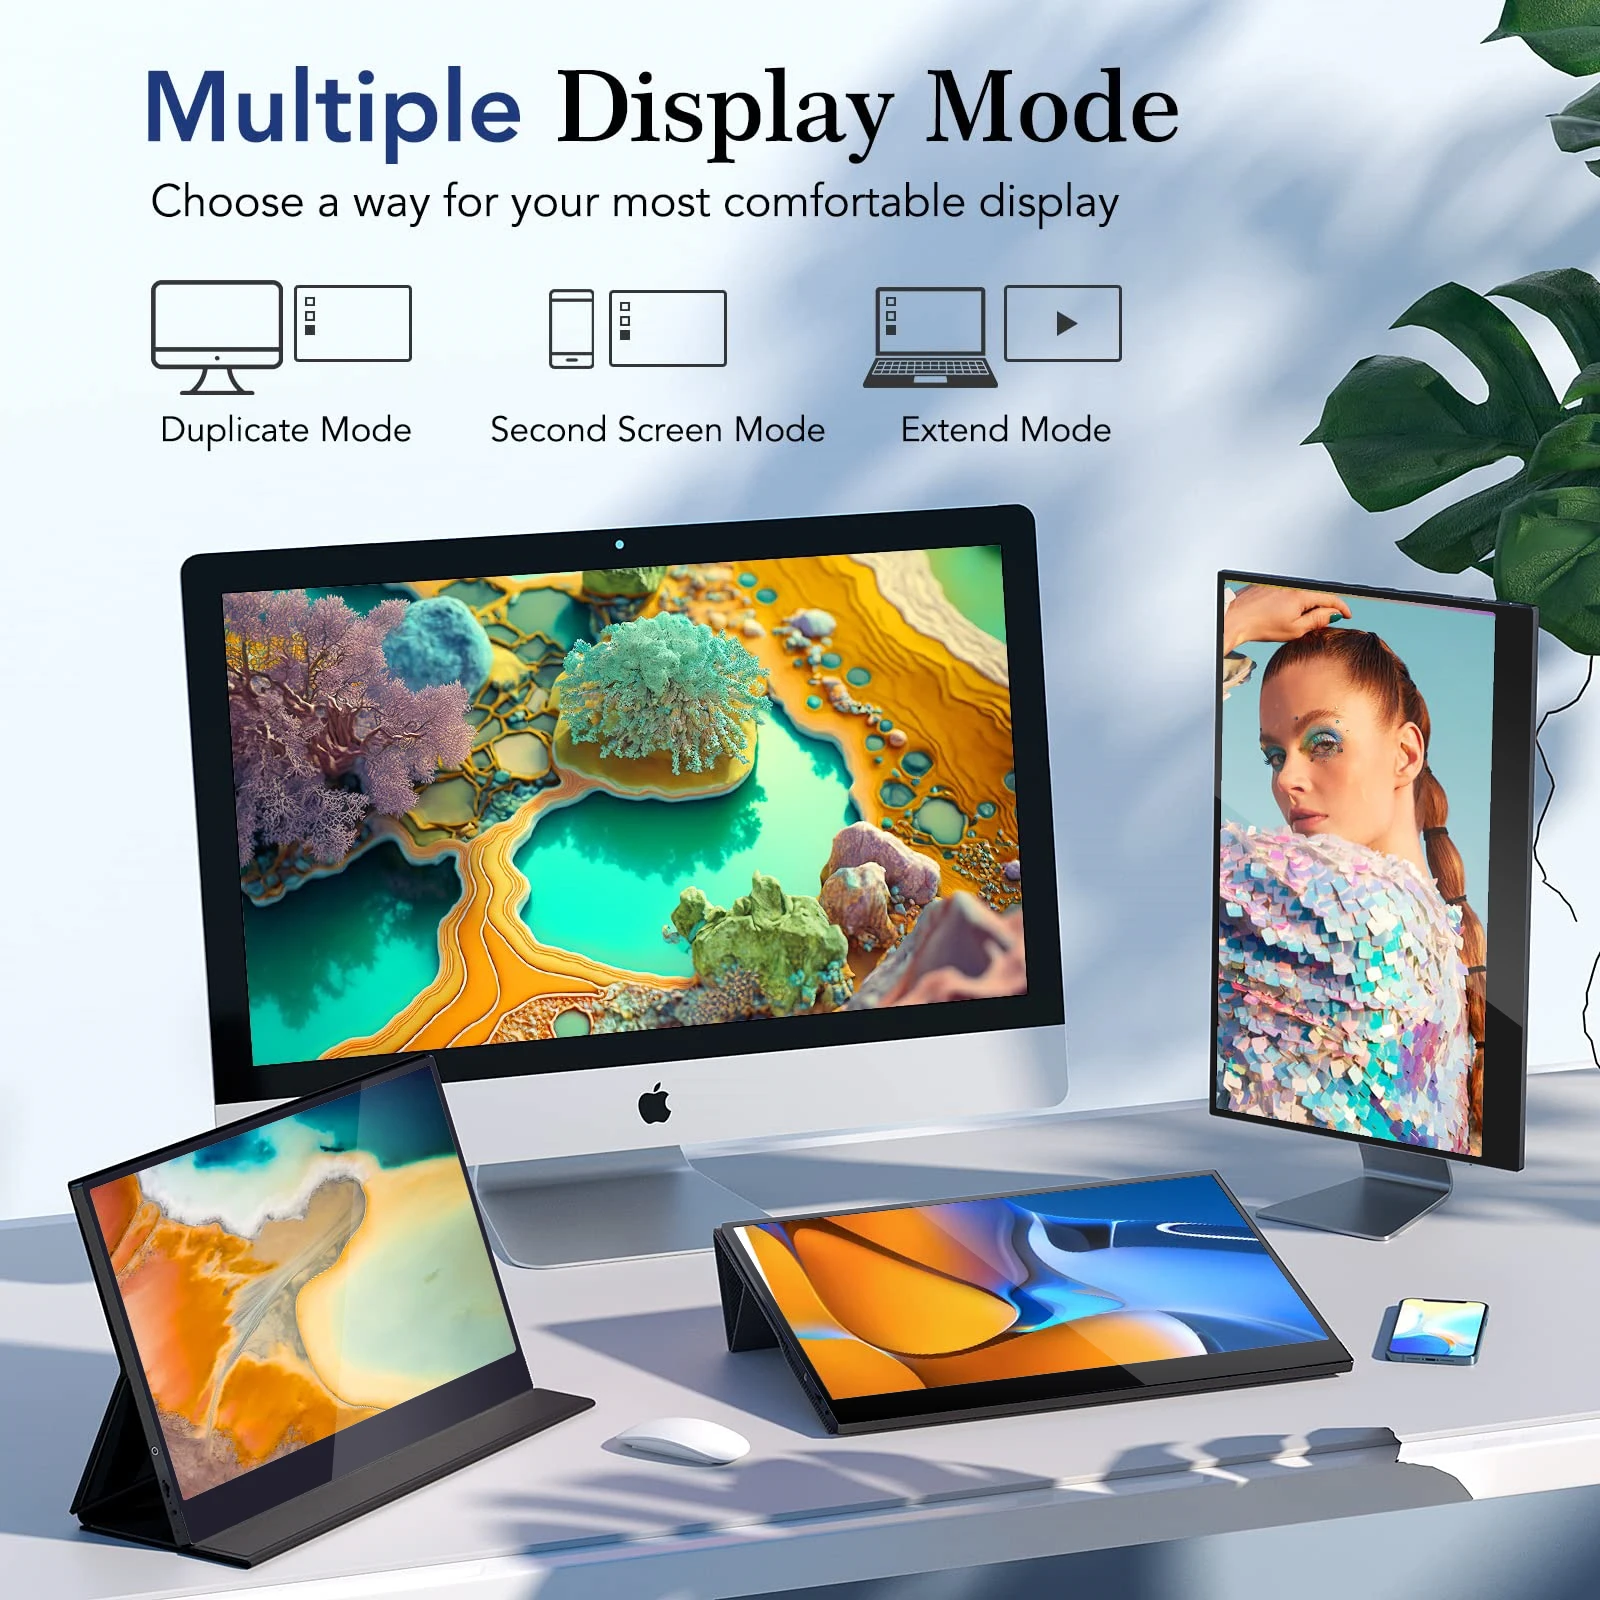 Multiple Display Mode
Choose a way for your most comfortable display
Duplicate Mode
Second Screen Mode
Extend Mode